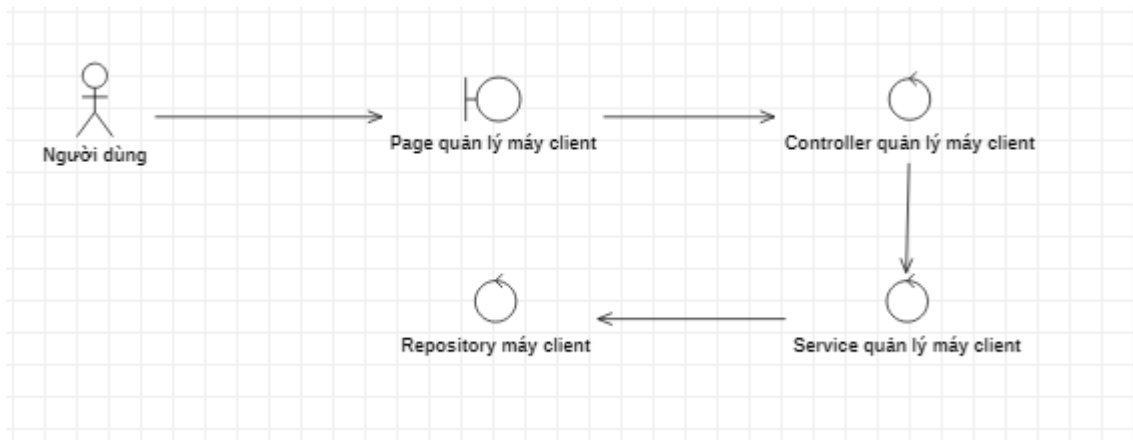 Người dùng
Page quản lý máy client
Controller quản lý máy client
Repository máy client
Service quản lý máy client